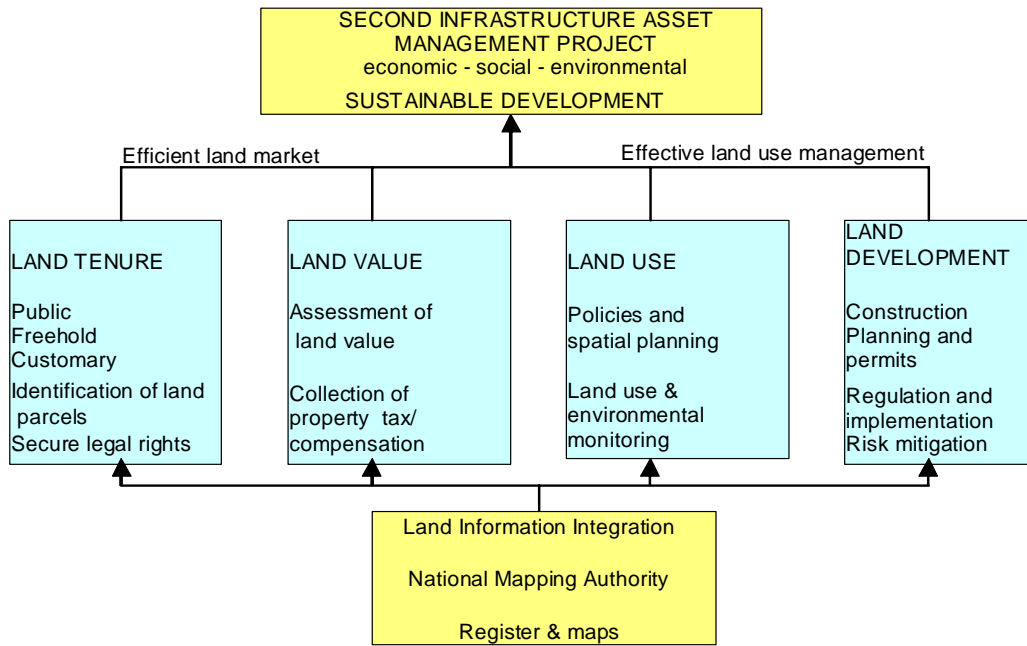 SECOND INFRASTRUCTURE ASSET
MANAGEMENT PROJECT
economic - social - environmental
SUSTAINABLE DEVELOPMENT
Efficient land market
Effective land use management
LAND TENURE
Public
Freehold
Customary
Identification of land
parcels
Secure legal rights
LAND VALUE
Assessment of
land value
Collection of
property tax/
compensation
LAND USE
Policies and
spatial planning
Land use &
environmental
monitoring
LAND
DEVELOPMENT
Construction
Planning and
permits
Regulation and
implementation
Risk mitigation
Land Information Integration
National Mapping Authority
Register & maps